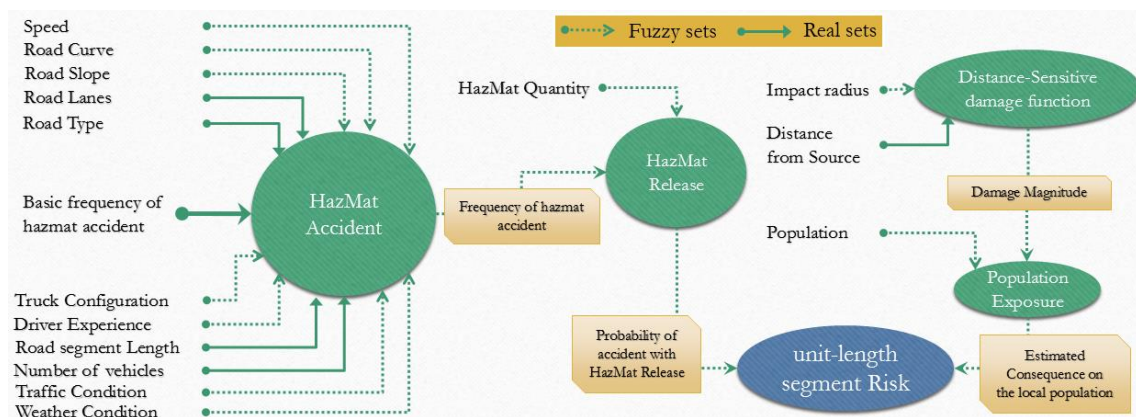 Speed
Road Curve
Road Slope
Road Lanes
Road Type
Basic frequency of
hazmat accident
Truck Configuration
Driver Experience
Road segment Length
Number of vehicles
Traffic Condition
Weather Condition
HazMat
Accident
Frequency of hazmat
accident
Fuzzy sets
Real sets
HazMat Quantity
HazMat
Release
Probability of
accident with
HazMat Release
Impact radius
Distance
from Source
Distance-Sensitive
damage function
Damage Magnitude
Population
Population
Exposure
Estimated
Consequence on
the local population
unit-length
segment Risk